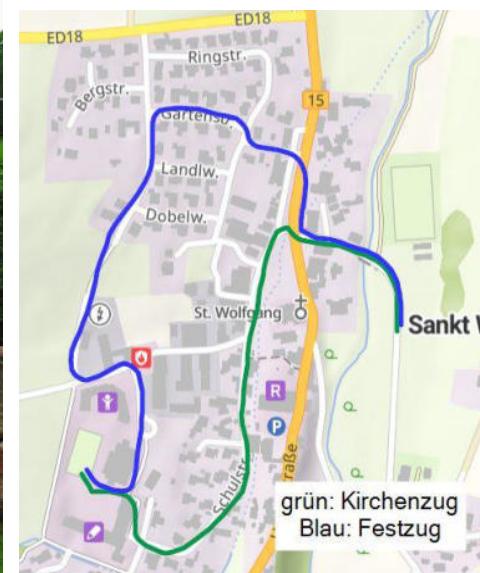 ED18
ED18
Ringstr.
Bergstr.
15
Gartenstr.
Landlw.
Dobelw.
St. Wolfgang
Sankt W
R
P
Schulstr.
straße
grün: Kirchenzug
Blau: Festzug